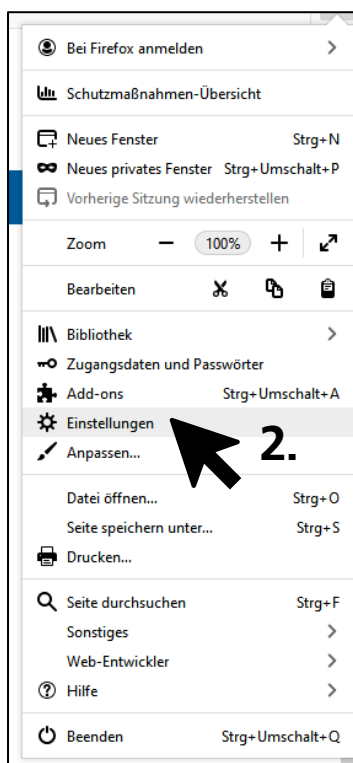 Bei Firefox anmelden
Schutzmaßnahmen-Übersicht
Neues Fenster Strg+N
Neues privates Fenster Strg+Umschalt+P
Vorherige Sitzung wiederherstellen
Zoom 100%
Bearbeiten
Bibliothek
Zugangsdaten und Passwörter
Add-ons Strg+Umschalt+A
Einstellungen
2.
Anpassen...
Datei öffnen... Strg+O
Seite speichern unter... Strg+S
Drucken...
Seite durchsuchen Strg+F
Sonstiges
Web-Entwickler
Hilfe
Beenden Strg+Umschalt+Q